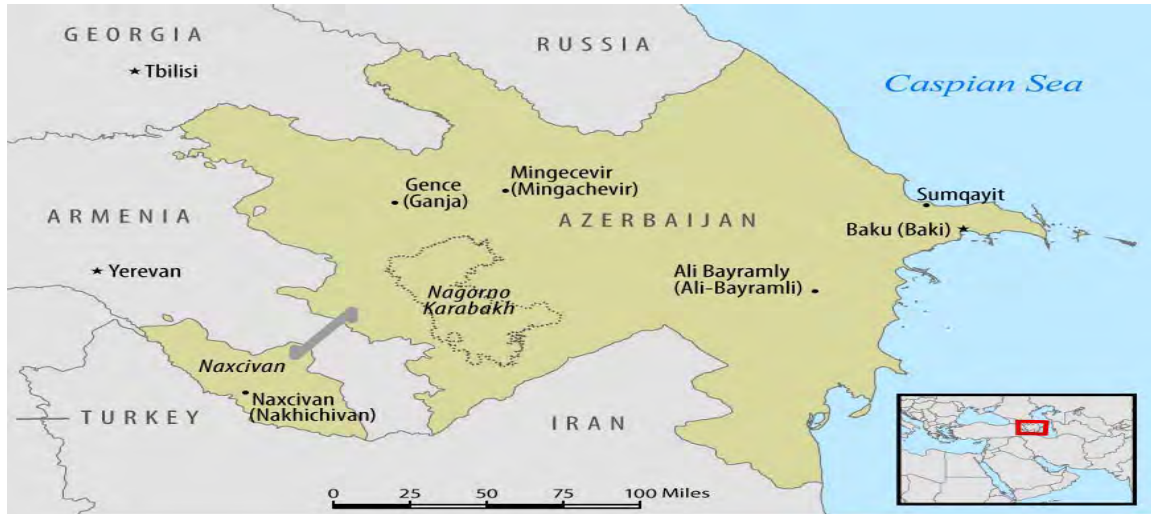 GEORGIA
Tbilisi
RUSSIA
Caspian Sea
Mingecevir
(Mingachevir)
Gence
(Ganja)
Sumqayit
ARMENIA
AZERBAIJAN
Baku (Baki)
Yerevan
Ali Bayramly
(Ali-Bayramli)
Nagorno
Karabakh
Naxcivan
Naxcivan
(Nakhichivan)
TURKEY
IRAN
0 25 50 100 Miles